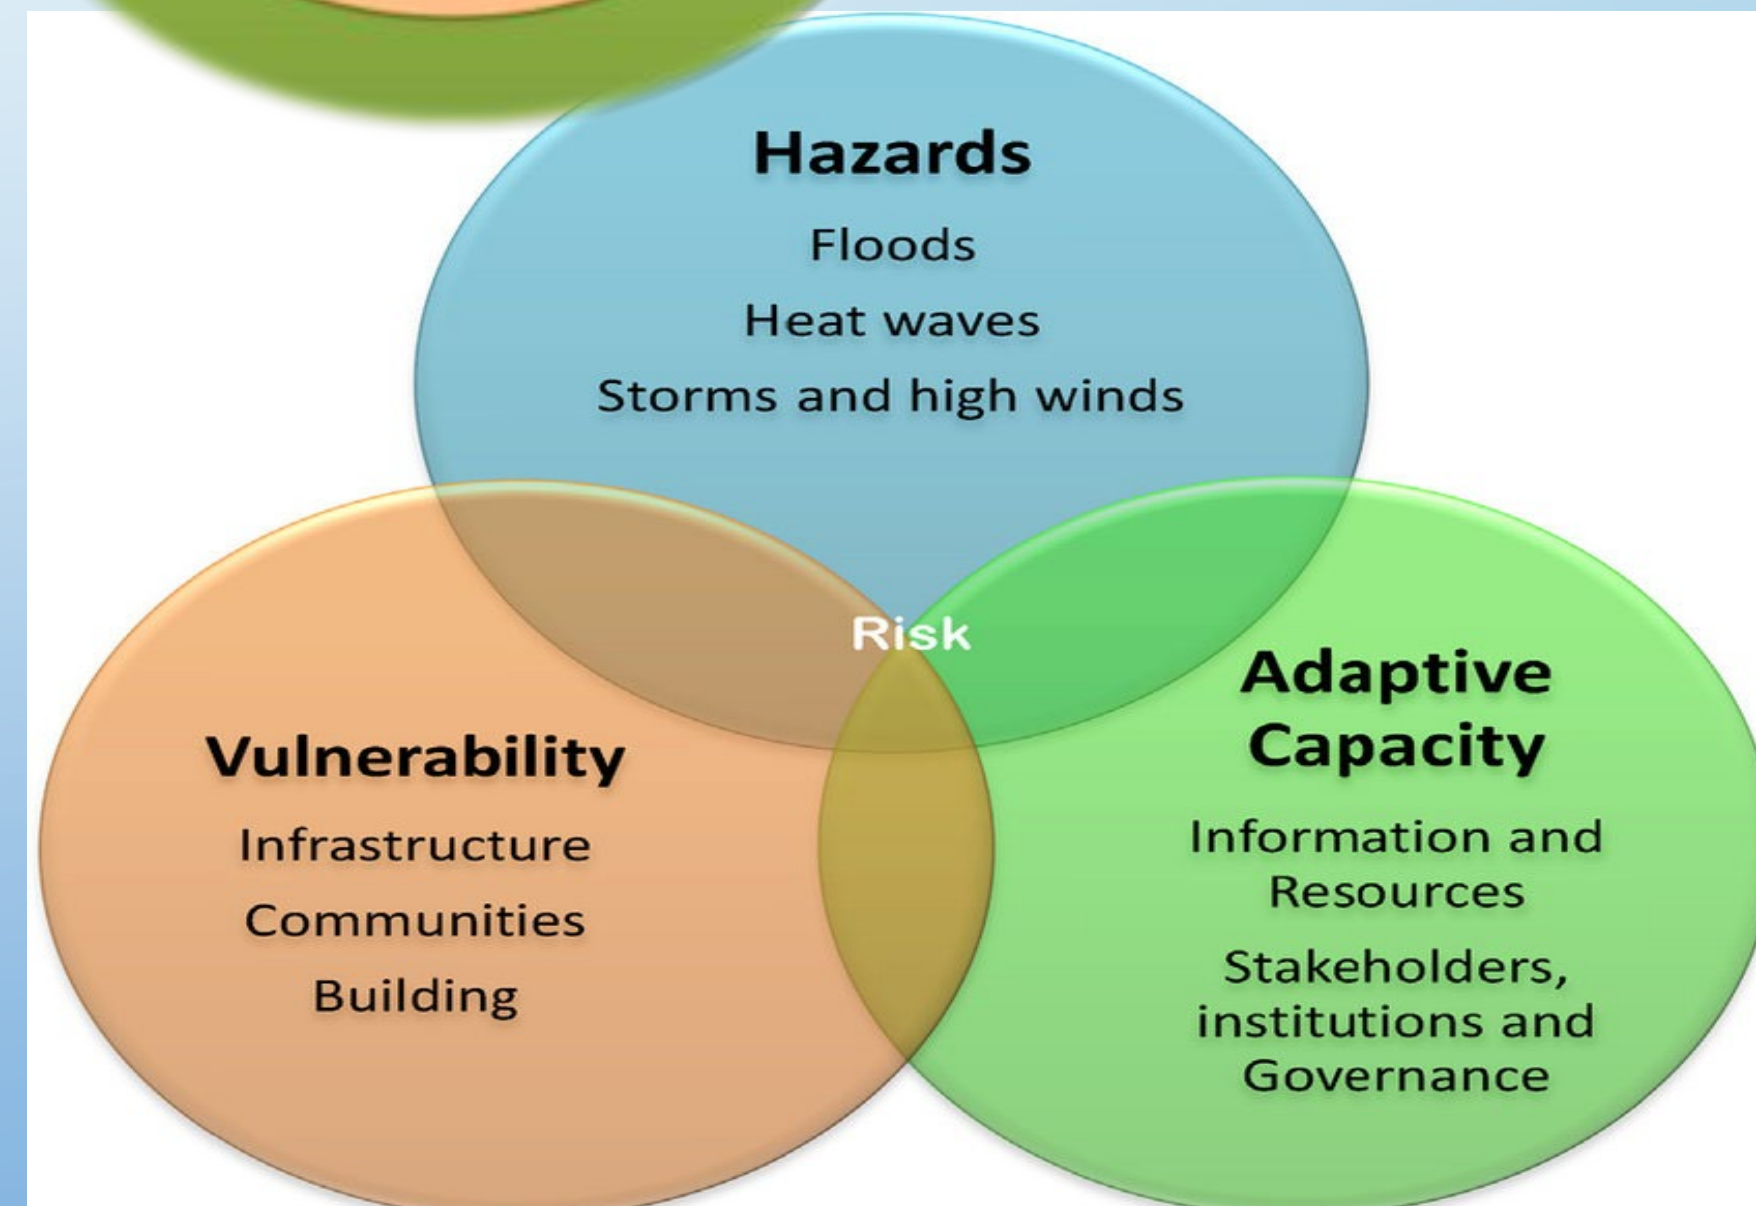 Hazards
Floods
Heat waves
Storms and high winds
Risk
Vulnerability
Infrastructure
Communities
Building
Adaptive
Capacity
Information and
Resources
Stakeholders,
institutions and
Governance